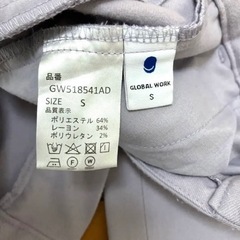 品番
GW518541AD
SIZE S
品質表示
ポリエステル 64%
レーヨン 34%
ポリウレタン 2%
GLOBAL WORK
S